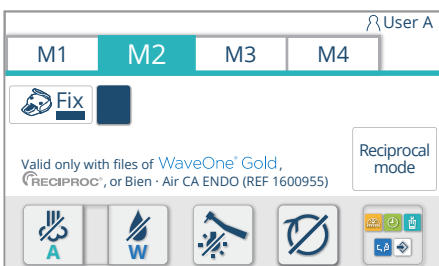 User A
M1 M2 M3 M4
Fix
Valid only with files of WaveOne® Gold, Reciprocal
RECIPROC®, or Bien · Air CA ENDO (REF 1600955) mode
A W C,β